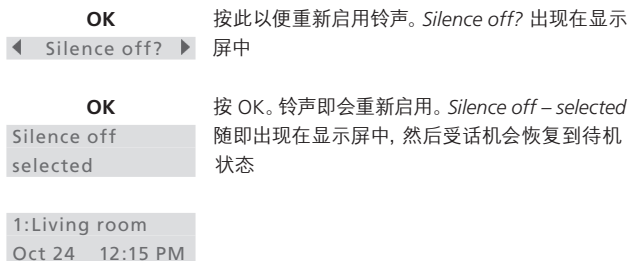 OK
◀ Silence off? ▶
按此以便重新启用铃声。Silence off? 出现在显示
屏中
OK
Silence off
selected
按 OK。铃声即会重新启用。Silence off – selected
随即出现在显示屏中, 然后受话机会恢复到待机
状态
1:Living room
Oct 24 12:15 PM